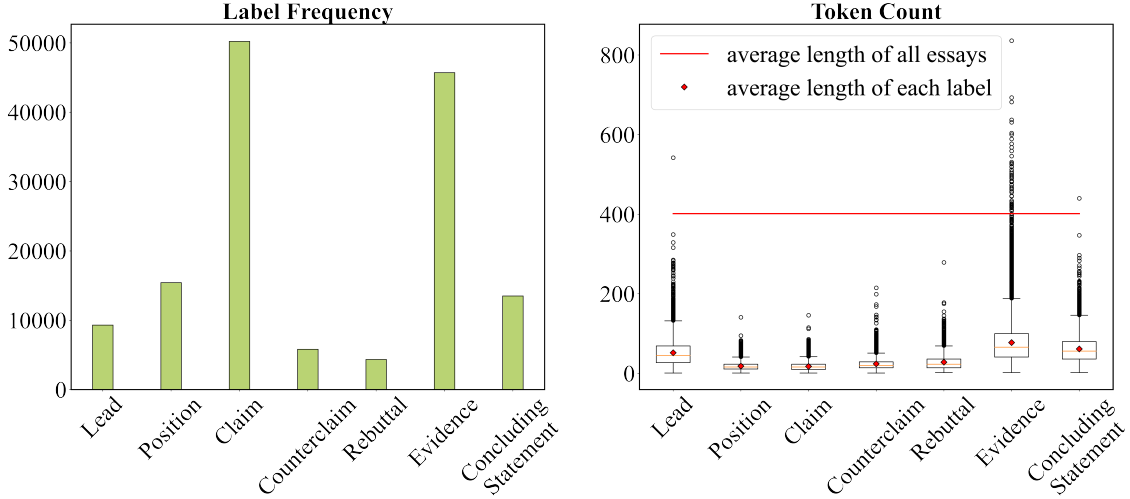 Label Frequency
50000
40000
30000
20000
10000
0
Lead
Position
Claim
Counterclaim
Rebuttal
Evidence
Concluding
Statement
Token Count
average length of all essays
average length of each label
800
600
400
200
0
Lead
Position
Claim
Counterclaim
Rebuttal
Evidence
Concluding
Statement